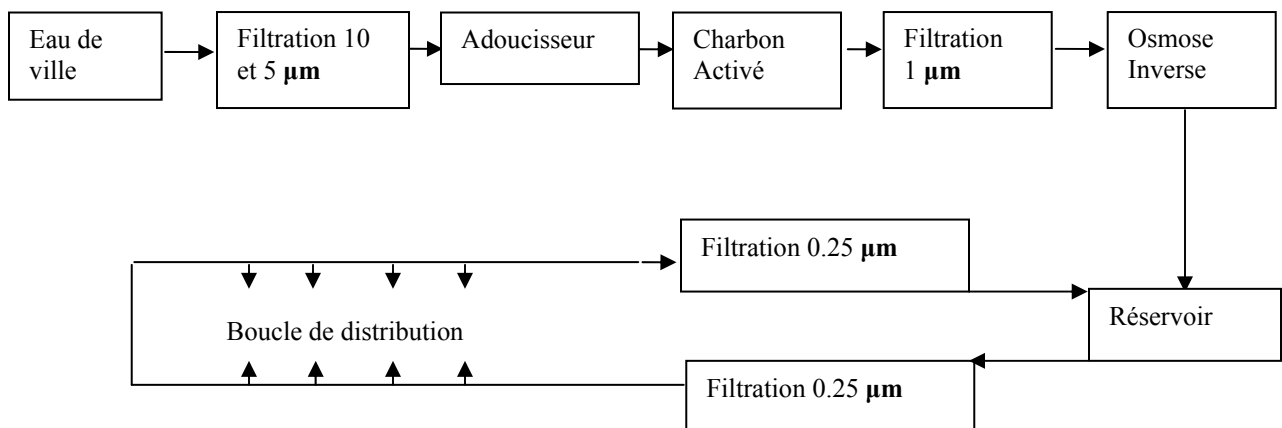 Eau de
ville
Filtration 10
et 5 µm
Adoucisseur
Charbon
Activé
Filtration
1 µm
Osmose
Inverse
Filtration 0.25 µm
Boucle de distribution
Réservoir
Filtration 0.25 µm